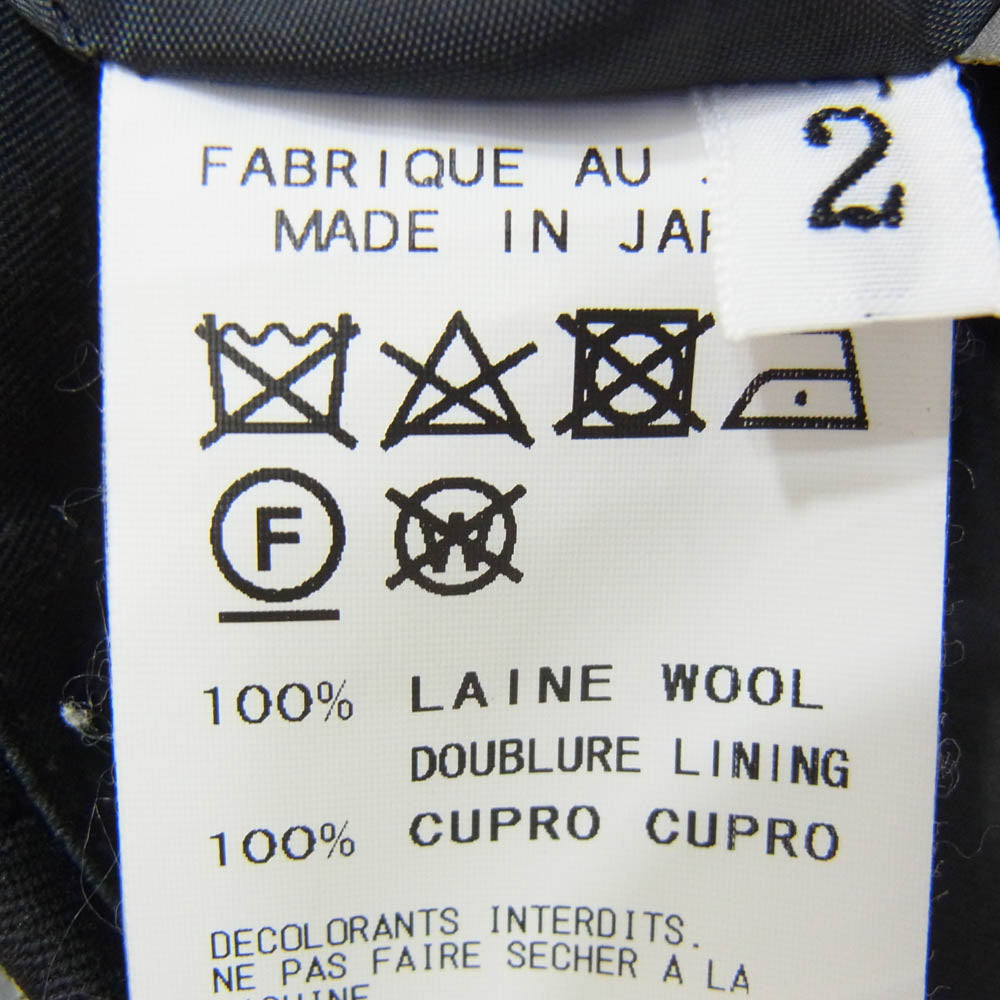 FABRIQUE AU
2
MADE IN
F
W
100% LAINE WOOL
DOUBLURE LINING
100% CUPRO CUPRO
DECOLORANTS INTERDITS.
NE PAS FAIRE SECHER A LA